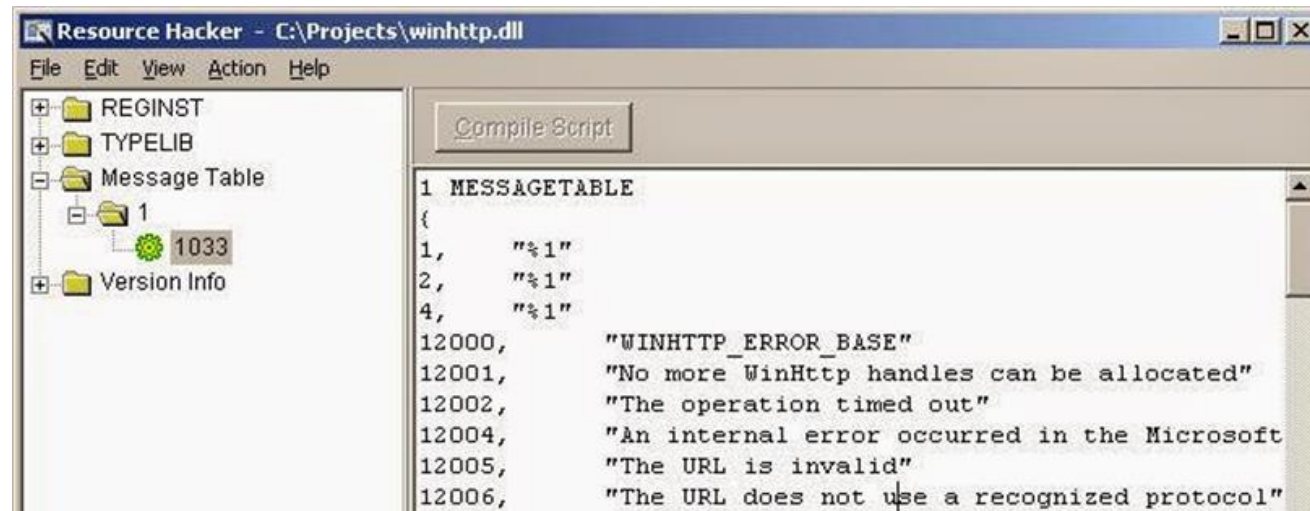 Resource Hacker - C:\Projects\winhttp.dll
File Edit View Action Help
REGINST
TYPELIB
Message Table
1
1033
Version Info
Compile Script
1 MESSAGETABLE
{
1, "%1"
2, "%1"
4, "%1"
12000, "WINHTTP_ERROR_BASE"
12001, "No more WinHttp handles can be allocated"
12002, "The operation timed out"
12004, "An internal error occurred in the Microsoft
12005, "The URL is invalid"
12006, "The URL does not use a recognized protocol"